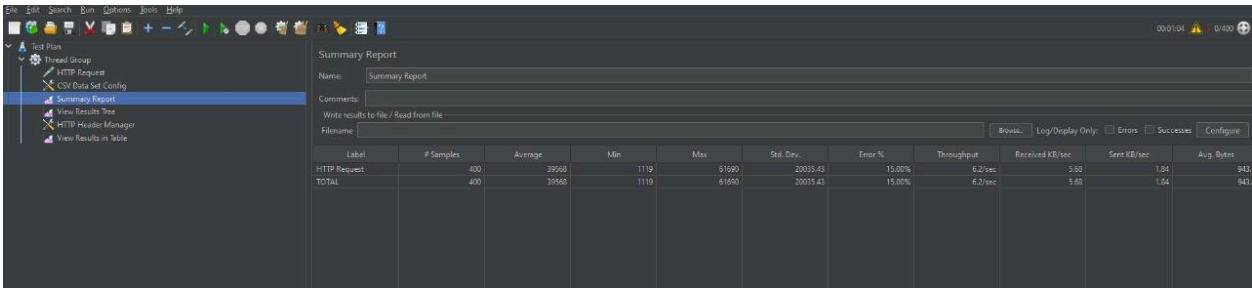 File Edit Search Run Options Tools Help
00:01:04 0/400
Test Plan
Thread Group
HTTP Request
CSV Data Set Config
Summary Report
View Results Tree
HTTP Header Manager
View Results in Table
Summary Report
Name: Summary Report
Comments:
Write results to file / Read from file
Filename Browse... Log/Display Only: Errors Successes Configure
Label # Samples Average Min Max Std. Dev. Error % Throughput Received KB/sec Sent KB/sec Avg. Bytes
HTTP Request 400 39568 1119 61690 20035.43 15.00% 6.2/sec 5.68 1.84 943.
TOTAL 400 39568 1119 61690 20035.43 15.00% 6.2/sec 5.68 1.84 943.